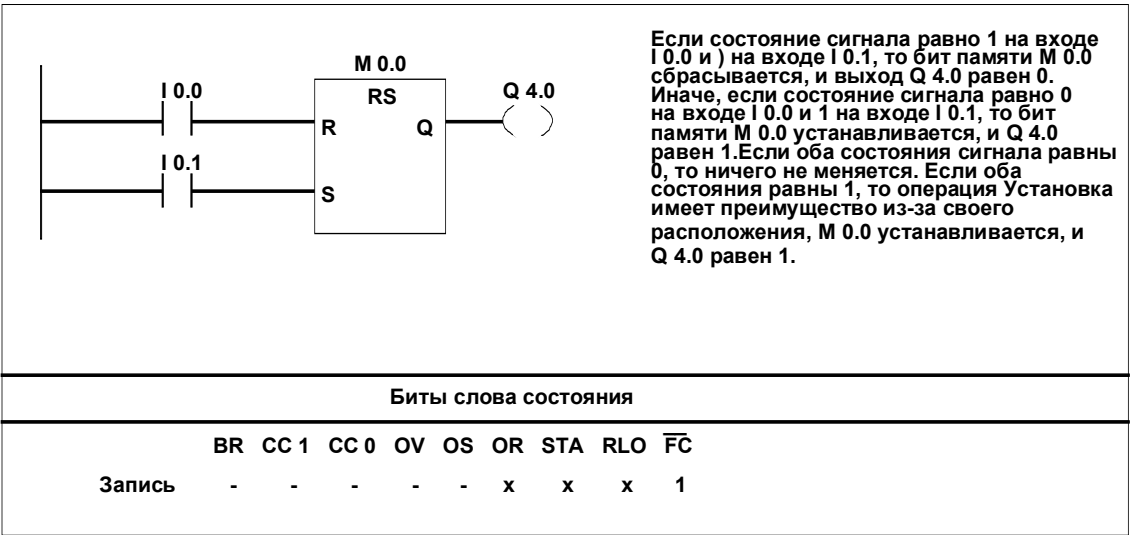 M 0.0
I 0.0
RS
Q 4.0
R
Q
I 0.1
S
Если состояние сигнала равно 1 на входе
I 0.0 и ) на входе I 0.1, то бит памяти M 0.0
сбрасывается, и выход Q 4.0 равен 0.
Иначе, если состояние сигнала равно 0
на входе I 0.0 и 1 на входе I 0.1, то бит
памяти M 0.0 устанавливается, и Q 4.0
равен 1.Если оба состояния сигнала равны
0, то ничего не меняется. Если оба
состояния равны 1, то операция Установка
имеет преимущество из-за своего
расположения, M 0.0 устанавливается, и
Q 4.0 равен 1.
Биты слова состояния
BR CC 1 CC 0 OV OS OR STA RLO F̅C̅
Запись - - - - - x x x 1